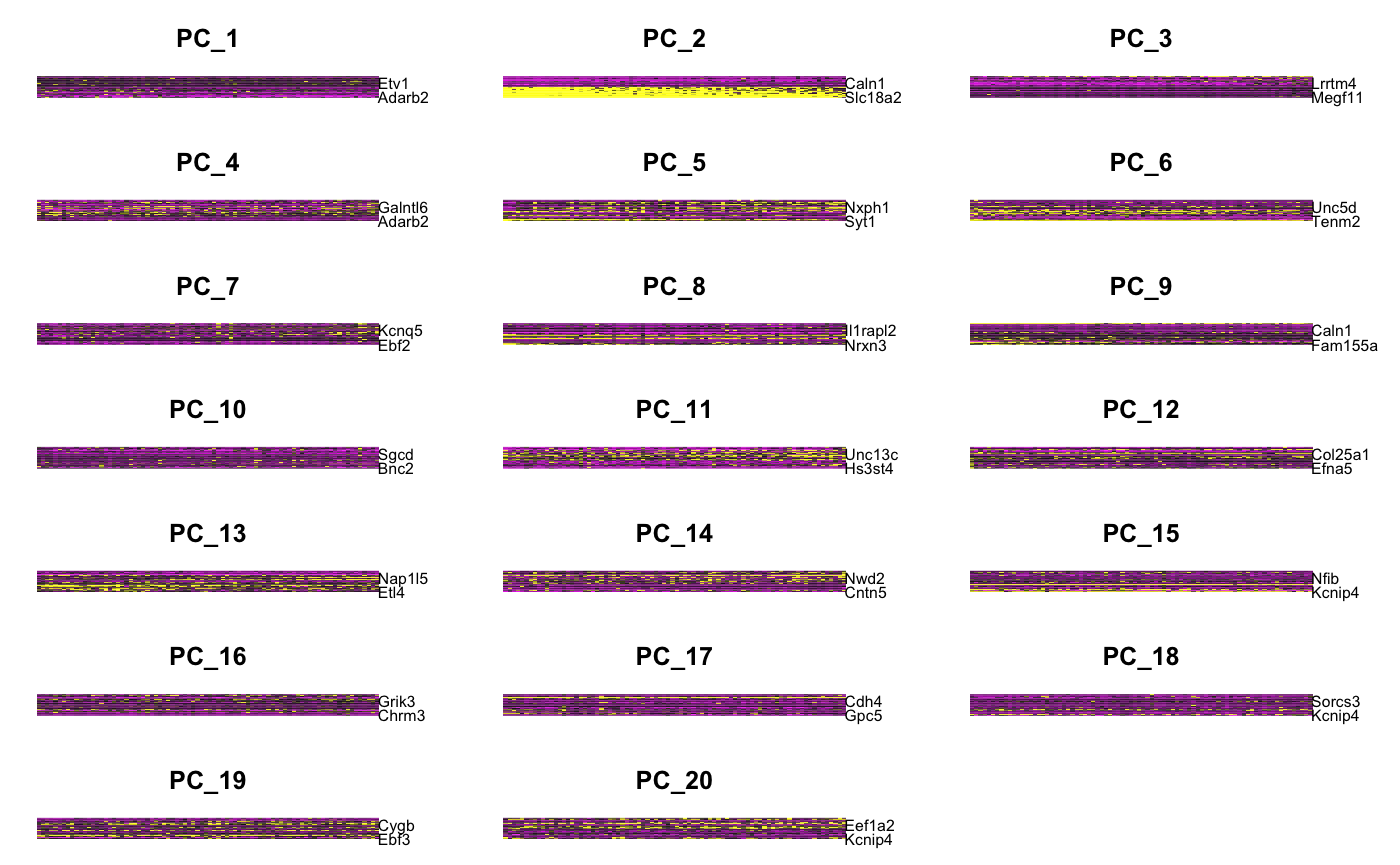 PC_1
PC_2
PC_3
Etv1
Adarb2
Caln1
Slc18a2
Lrrtm4
Megf11
PC_4
PC_5
PC_6
Galntl6
Adarb2
Nxph1
Syt1
Unc5d
Tenm2
PC_7
PC_8
PC_9
Kcnq5
Ebf2
Il1rapl2
Nrxn3
Caln1
Fam155a
PC_10
PC_11
PC_12
Sgcd
Bnc2
Unc13c
Hs3st4
Col25a1
Efna5
PC_13
PC_14
PC_15
Nap1l5
Etl4
Nwd2
Cntn5
Nfib
Kcnip4
PC_16
PC_17
PC_18
Grik3
Chrm3
Cdh4
Gpc5
Sorcs3
Kcnip4
PC_19
PC_20
Cygb
Ebf3
Eef1a2
Kcnip4